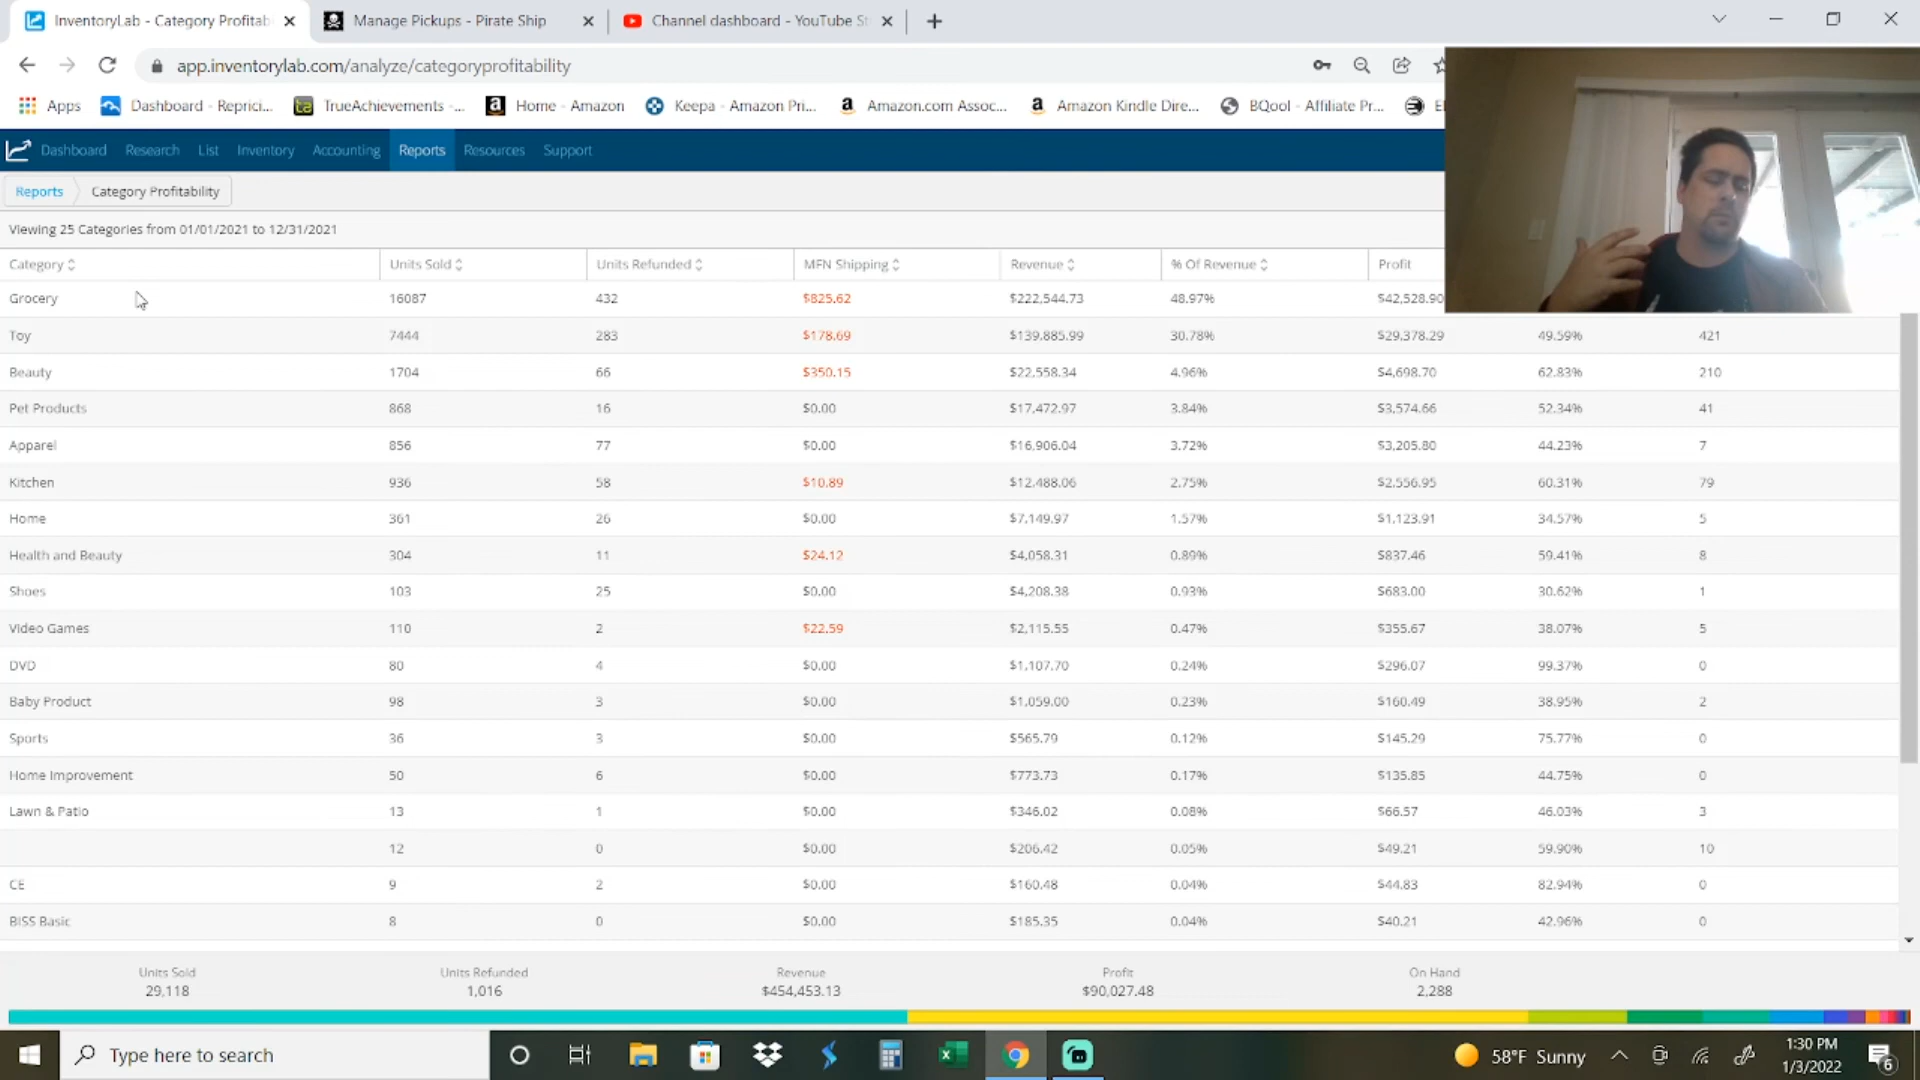 InventoryLab - Category Profitab
Manage Pickups - Pirate Ship
Channel dashboard - YouTube St
app.inventorylab.com/analyze/categoryprofitability
Apps
Dashboard - Reprici...
TrueAchievements -...
Home - Amazon
Keepa - Amazon Pri...
Amazon.com Assoc...
Amazon Kindle Dire...
BQool - Affiliate Pr...
Dashboard Research List Inventory Accounting Reports Resources Support
Reports Category Profitability
Viewing 25 Categories from 01/01/2021 to 12/31/2021
Category Units Sold Units Refunded MFN Shipping Revenue % Of Revenue Profit
Grocery 16087 432 $825.62 $222,544.73 48.97% $42,528.90
Toy 7444 283 $178.69 $139,885.99 30.78% $29,378.29 49.59% 421
Beauty 1704 66 $350.15 $22,558.34 4.96% $4,698.70 62.83% 210
Pet Products 868 16 $0.00 $17,472.97 3.84% $3,574.66 52.34% 41
Apparel 856 77 $0.00 $16,906.04 3.72% $3,205.80 44.23% 7
Kitchen 936 58 $10.89 $12,488.06 2.75% $2,556.95 60.31% 79
Home 361 26 $0.00 $7,149.97 1.57% $1,123.91 34.57% 5
Health and Beauty 304 11 $24.12 $4,058.31 0.89% $837.46 59.41% 8
Shoes 103 25 $0.00 $4,208.38 0.93% $683.00 30.62% 1
Video Games 110 2 $22.59 $2,115.55 0.47% $355.67 38.07% 5
DVD 80 4 $0.00 $1,107.70 0.24% $296.07 99.37% 0
Baby Product 98 3 $0.00 $1,059.00 0.23% $160.49 38.95% 2
Sports 36 3 $0.00 $565.79 0.12% $145.29 75.77% 0
Home Improvement 50 6 $0.00 $773.73 0.17% $135.85 44.75% 0
Lawn & Patio 13 1 $0.00 $346.02 0.08% $66.57 46.03% 3
12 0 $0.00 $206.42 0.05% $49.21 59.90% 10
CE 9 2 $0.00 $160.48 0.04% $44.83 82.94% 0
BISS Basic 8 0 $0.00 $185.35 0.04% $40.21 42.96% 0
Units Sold Units Refunded Revenue Profit On Hand
29,118 1,016 $454,453.13 $90,027.48 2,288
Type here to search
58°F Sunny
1:30 PM
1/3/2022
6